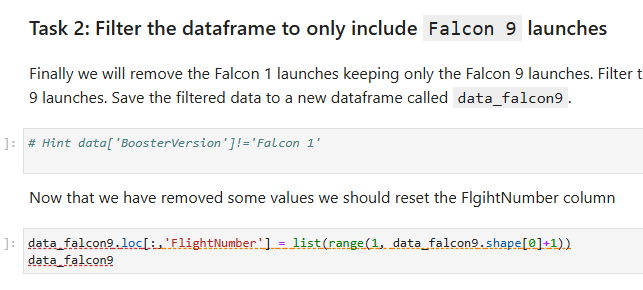 Task 2: Filter the dataframe to only include Falcon 9 launches
Finally we will remove the Falcon 1 launches keeping only the Falcon 9 launches. Filter t
9 launches. Save the filtered data to a new dataframe called data_falcon9.
]: # Hint data['BoosterVersion']!='Falcon 1'
Now that we have removed some values we should reset the FlgihtNumber column
]: data_falcon9.loc[:,'FlightNumber'] = list(range(1, data_falcon9.shape[0]+1))
data_falcon9